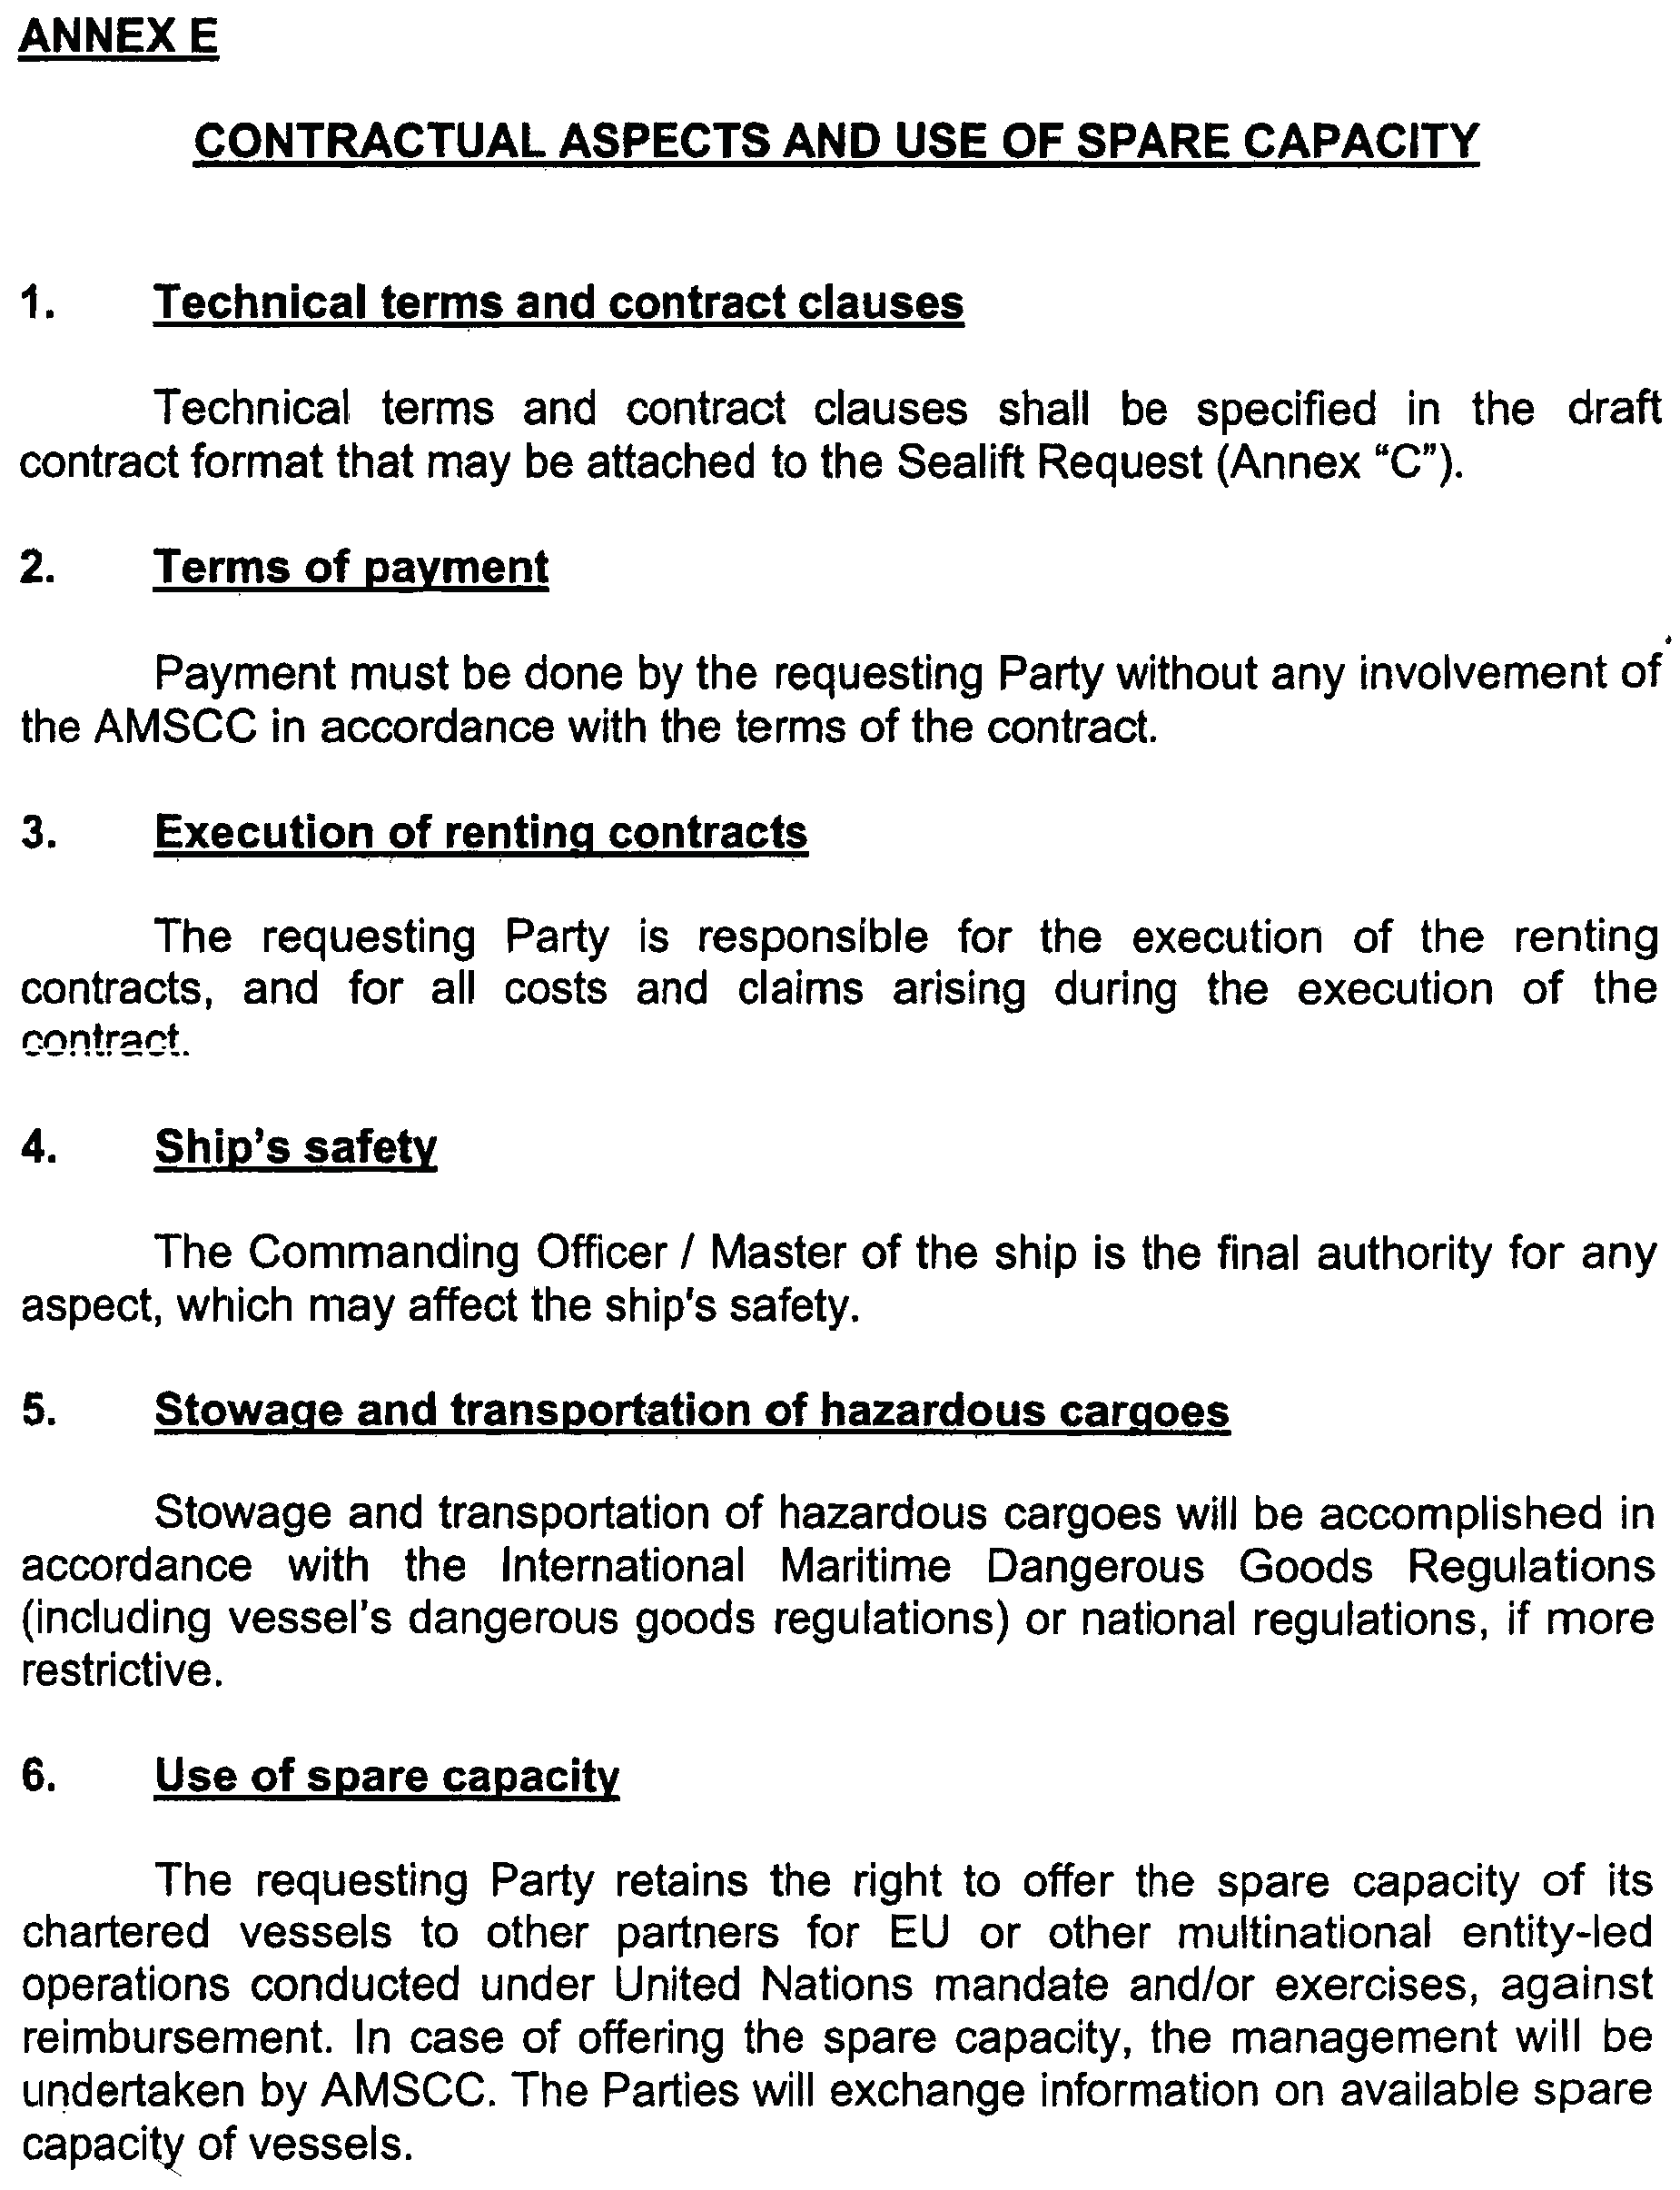 ANNEX E
CONTRACTUAL ASPECTS AND USE OF SPARE CAPACITY
1. Technical terms and contract clauses
Technical terms and contract clauses shall be specified in the draft
contract format that may be attached to the Sealift Request (Annex “C”).
2. Terms of payment
Payment must be done by the requesting Party without any involvement of
the AMSCC in accordance with the terms of the contract.
3. Execution of renting contracts
The requesting Party is responsible for the execution of the renting
contracts, and for all costs and claims arising during the execution of the
contract.
4. Ship’s safety
The Commanding Officer / Master of the ship is the final authority for any
aspect, which may affect the ship's safety.
5. Stowage and transportation of hazardous cargoes
Stowage and transportation of hazardous cargoes will be accomplished in
accordance with the International Maritime Dangerous Goods Regulations
(including vessel’s dangerous goods regulations) or national regulations, if more
restrictive.
6. Use of spare capacity
The requesting Party retains the right to offer the spare capacity of its
chartered vessels to other partners for EU or other multinational entity-led
operations conducted under United Nations mandate and/or exercises, against
reimbursement. In case of offering the spare capacity, the management will be
undertaken by AMSCC. The Parties will exchange information on available spare
capacity of vessels.